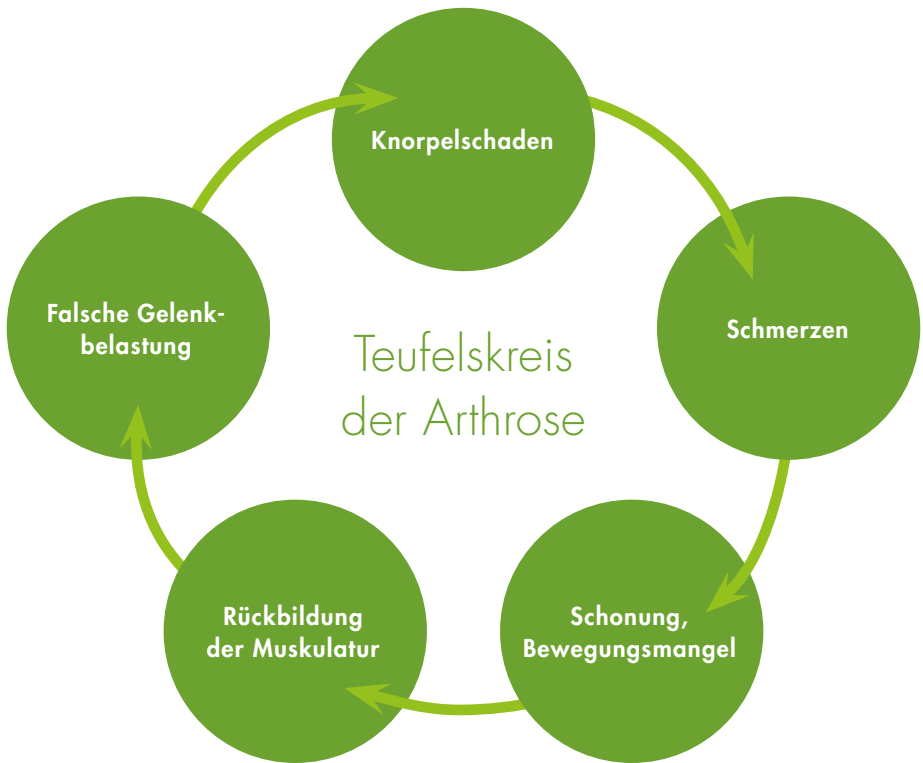 Knorpelschaden
Schmerzen
Schonung,
Bewegungsmangel
Rückbildung
der Muskulatur
Falsche Gelenk-
belastung
Teufelskreis
der Arthrose